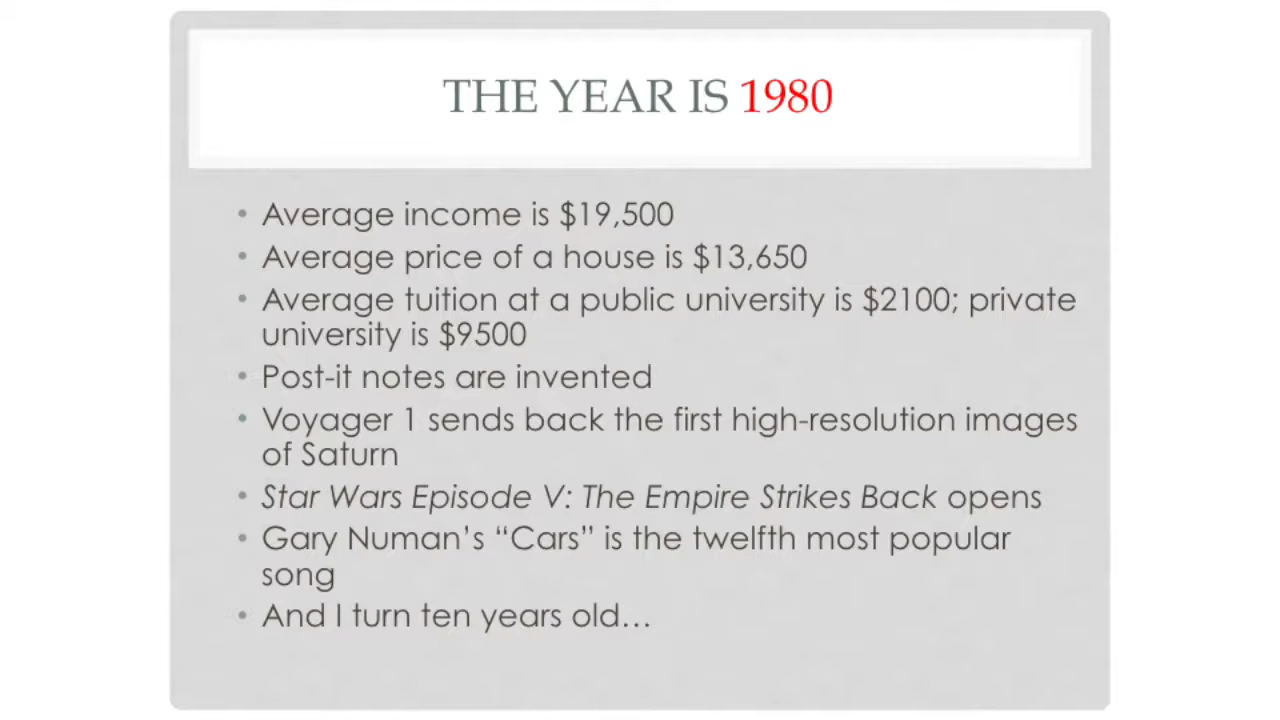 THE YEAR IS 1980
• Average income is $19,500
• Average price of a house is $13,650
• Average tuition at a public university is $2100; private
university is $9500
• Post-it notes are invented
• Voyager 1 sends back the first high-resolution images
of Saturn
• Star Wars Episode V: The Empire Strikes Back opens
• Gary Numan’s “Cars” is the twelfth most popular
song
• And I turn ten years old…